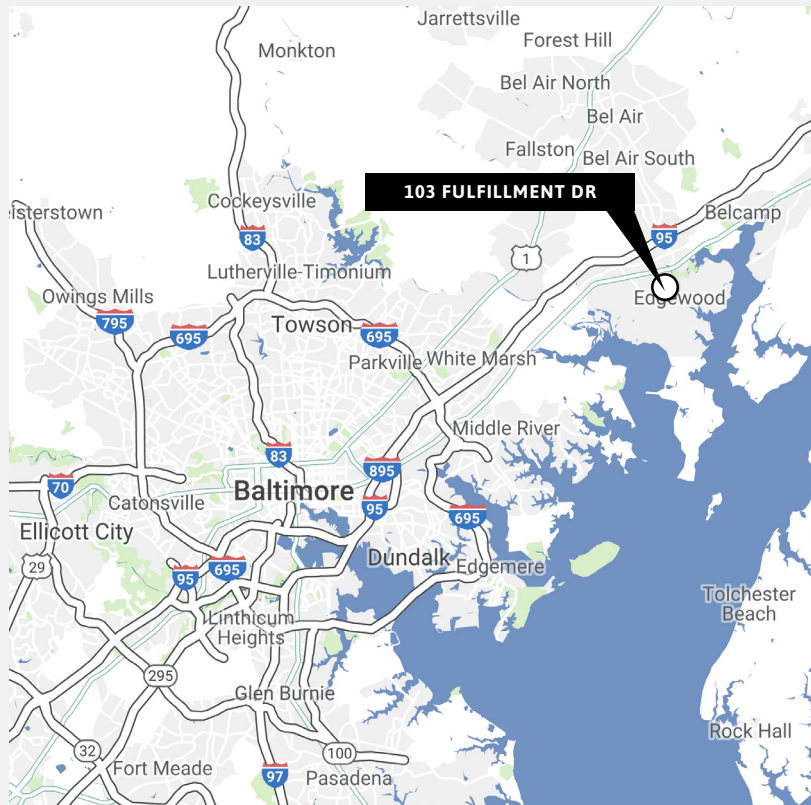 Jarrettsville
Monkton
Forest Hill
Bel Air North
Bel Air
Fallston
Bel Air South
103 FULFILLMENT DR
Cockeysville
eisterstown
Belcamp
83
95
1
Lutherville-Timonium
Owings Mills
Edgewood
795
Towson
695
695
Parkville
White Marsh
Middle River
83
895
70
Baltimore
Catonsville
95
695
Ellicott City
Dundalk
Edgemere
29
95
695
Tolchester
Beach
Linthicum
Heights
295
Glen Burnie
Rock Hall
32
100
Fort Meade
97
Pasadena